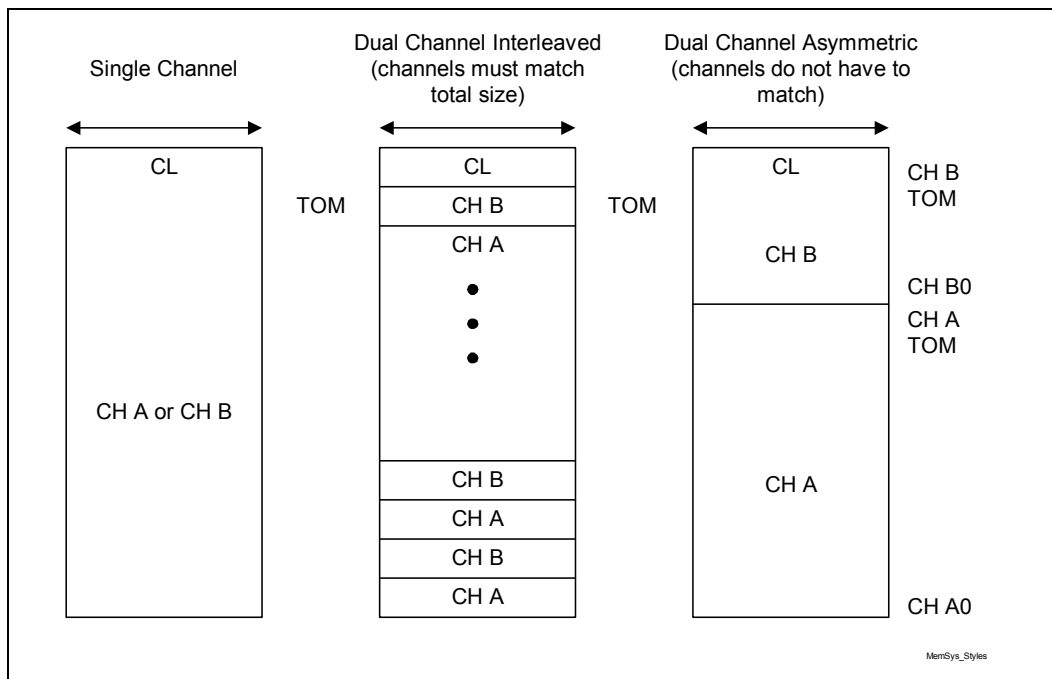 Single Channel
Dual Channel Interleaved
(channels must match
total size)
Dual Channel Asymmetric
(channels do not have to
match)
CL
CH A or CH B
TOM
CL
CH B
CH A
CH B
CH A
CH B
CH A
TOM
CL
CH B
CH A
CH B
TOM
CH B0
CH A
TOM
CH A0
MemSys_Styles